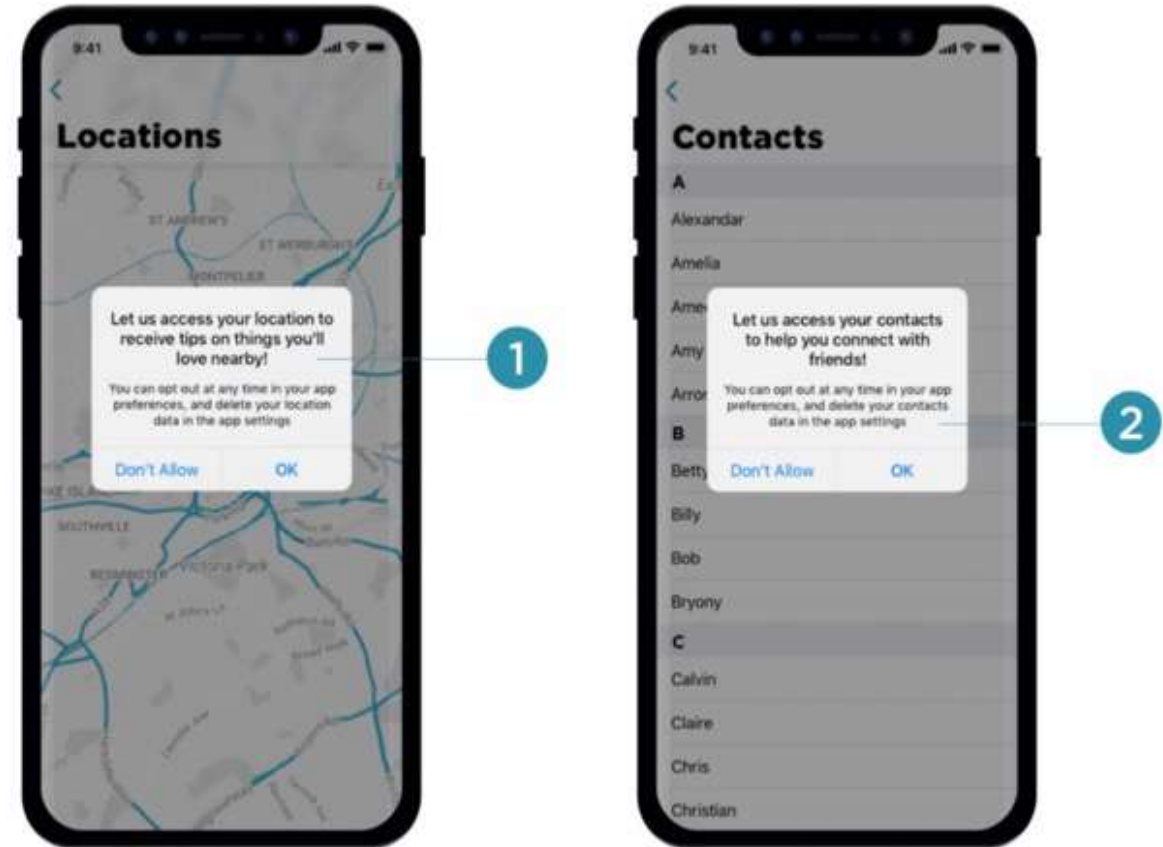 9:41
Locations
ST ANDREW'S
ST WERBURGH'S
MONTPELIER
Let us access your location to
receive tips on things you'll
love nearby!
You can opt out at any time in your app
preferences, and delete your location
data in the app settings
Don't Allow
OK
SOUTHVILLE
BEDMINSTER
Victoria Park
St John's Ln
1
9:41
Contacts
A
Alexandar
Amelia
Amy
Let us access your contacts
to help you connect with
friends!
You can opt out at any time in your app
preferences, and delete your contacts
data in the app settings
Don't Allow
OK
B
Betty
Billy
Bob
Bryony
C
Calvin
Claire
Chris
Christian
2